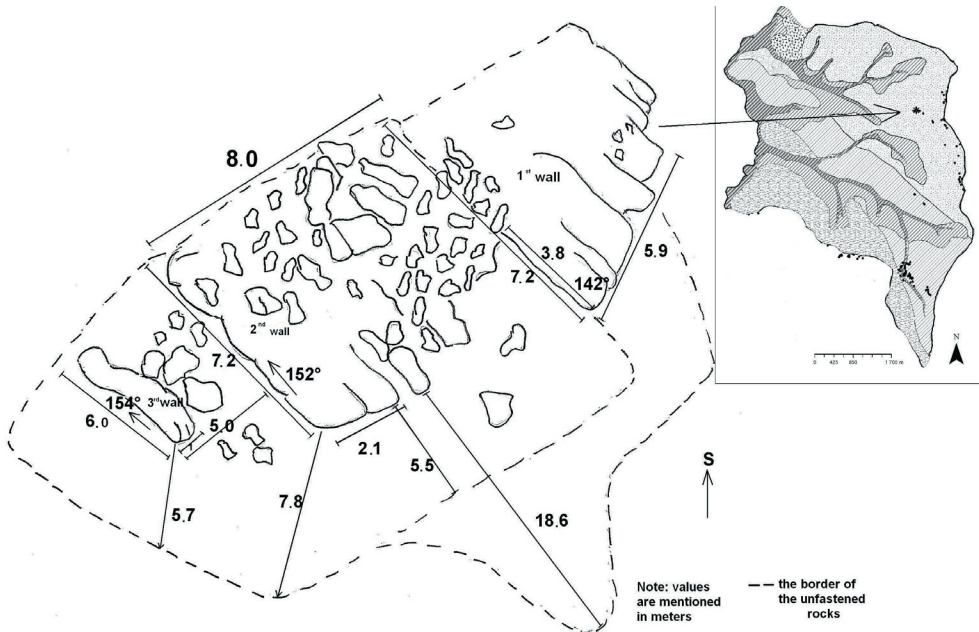 8.0
1st wall
3.8
7.2
142°
5.9
2nd wall
7.2
152°
154° 3rd wall
6.0
5.0
2.1
5.5
5.7
7.8
18.6
S
Note: values
are mentioned
in meters
the border of
the unfastened
rocks
N
0 425 850 1 700 m